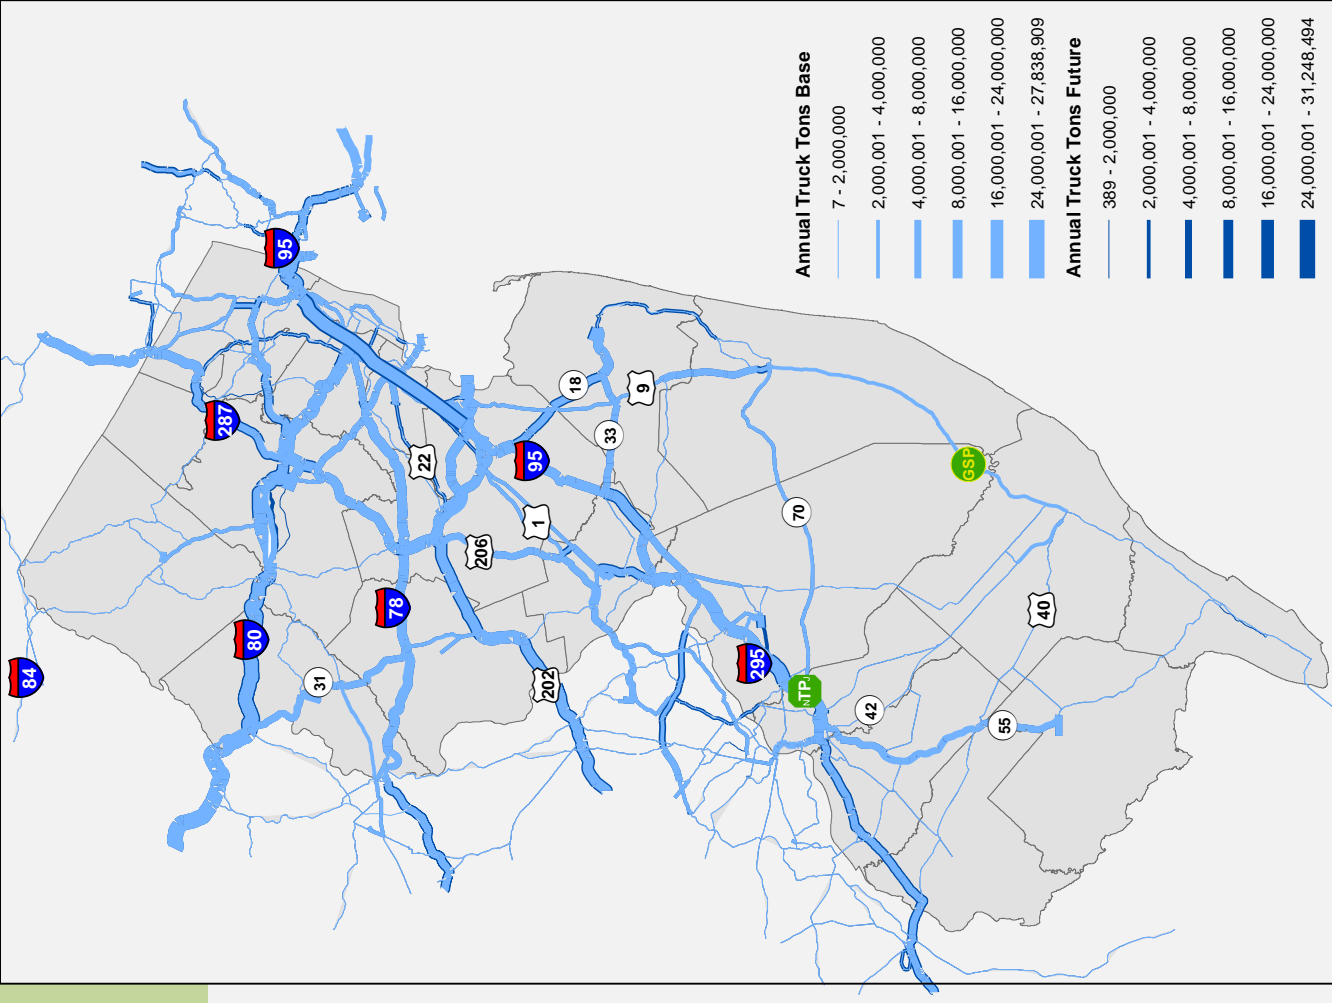 84
80
287
95
31
78
22
206
1
95
18
9
33
202
295
70
NTPJ
GSP
42
55
40
Annual Truck Tons Base
7 - 2,000,000
2,000,001 - 4,000,000
4,000,001 - 8,000,000
8,000,001 - 16,000,000
16,000,001 - 24,000,000
24,000,001 - 27,838,909
Annual Truck Tons Future
389 - 2,000,000
2,000,001 - 4,000,000
4,000,001 - 8,000,000
8,000,001 - 16,000,000
16,000,001 - 24,000,000
24,000,001 - 31,248,494